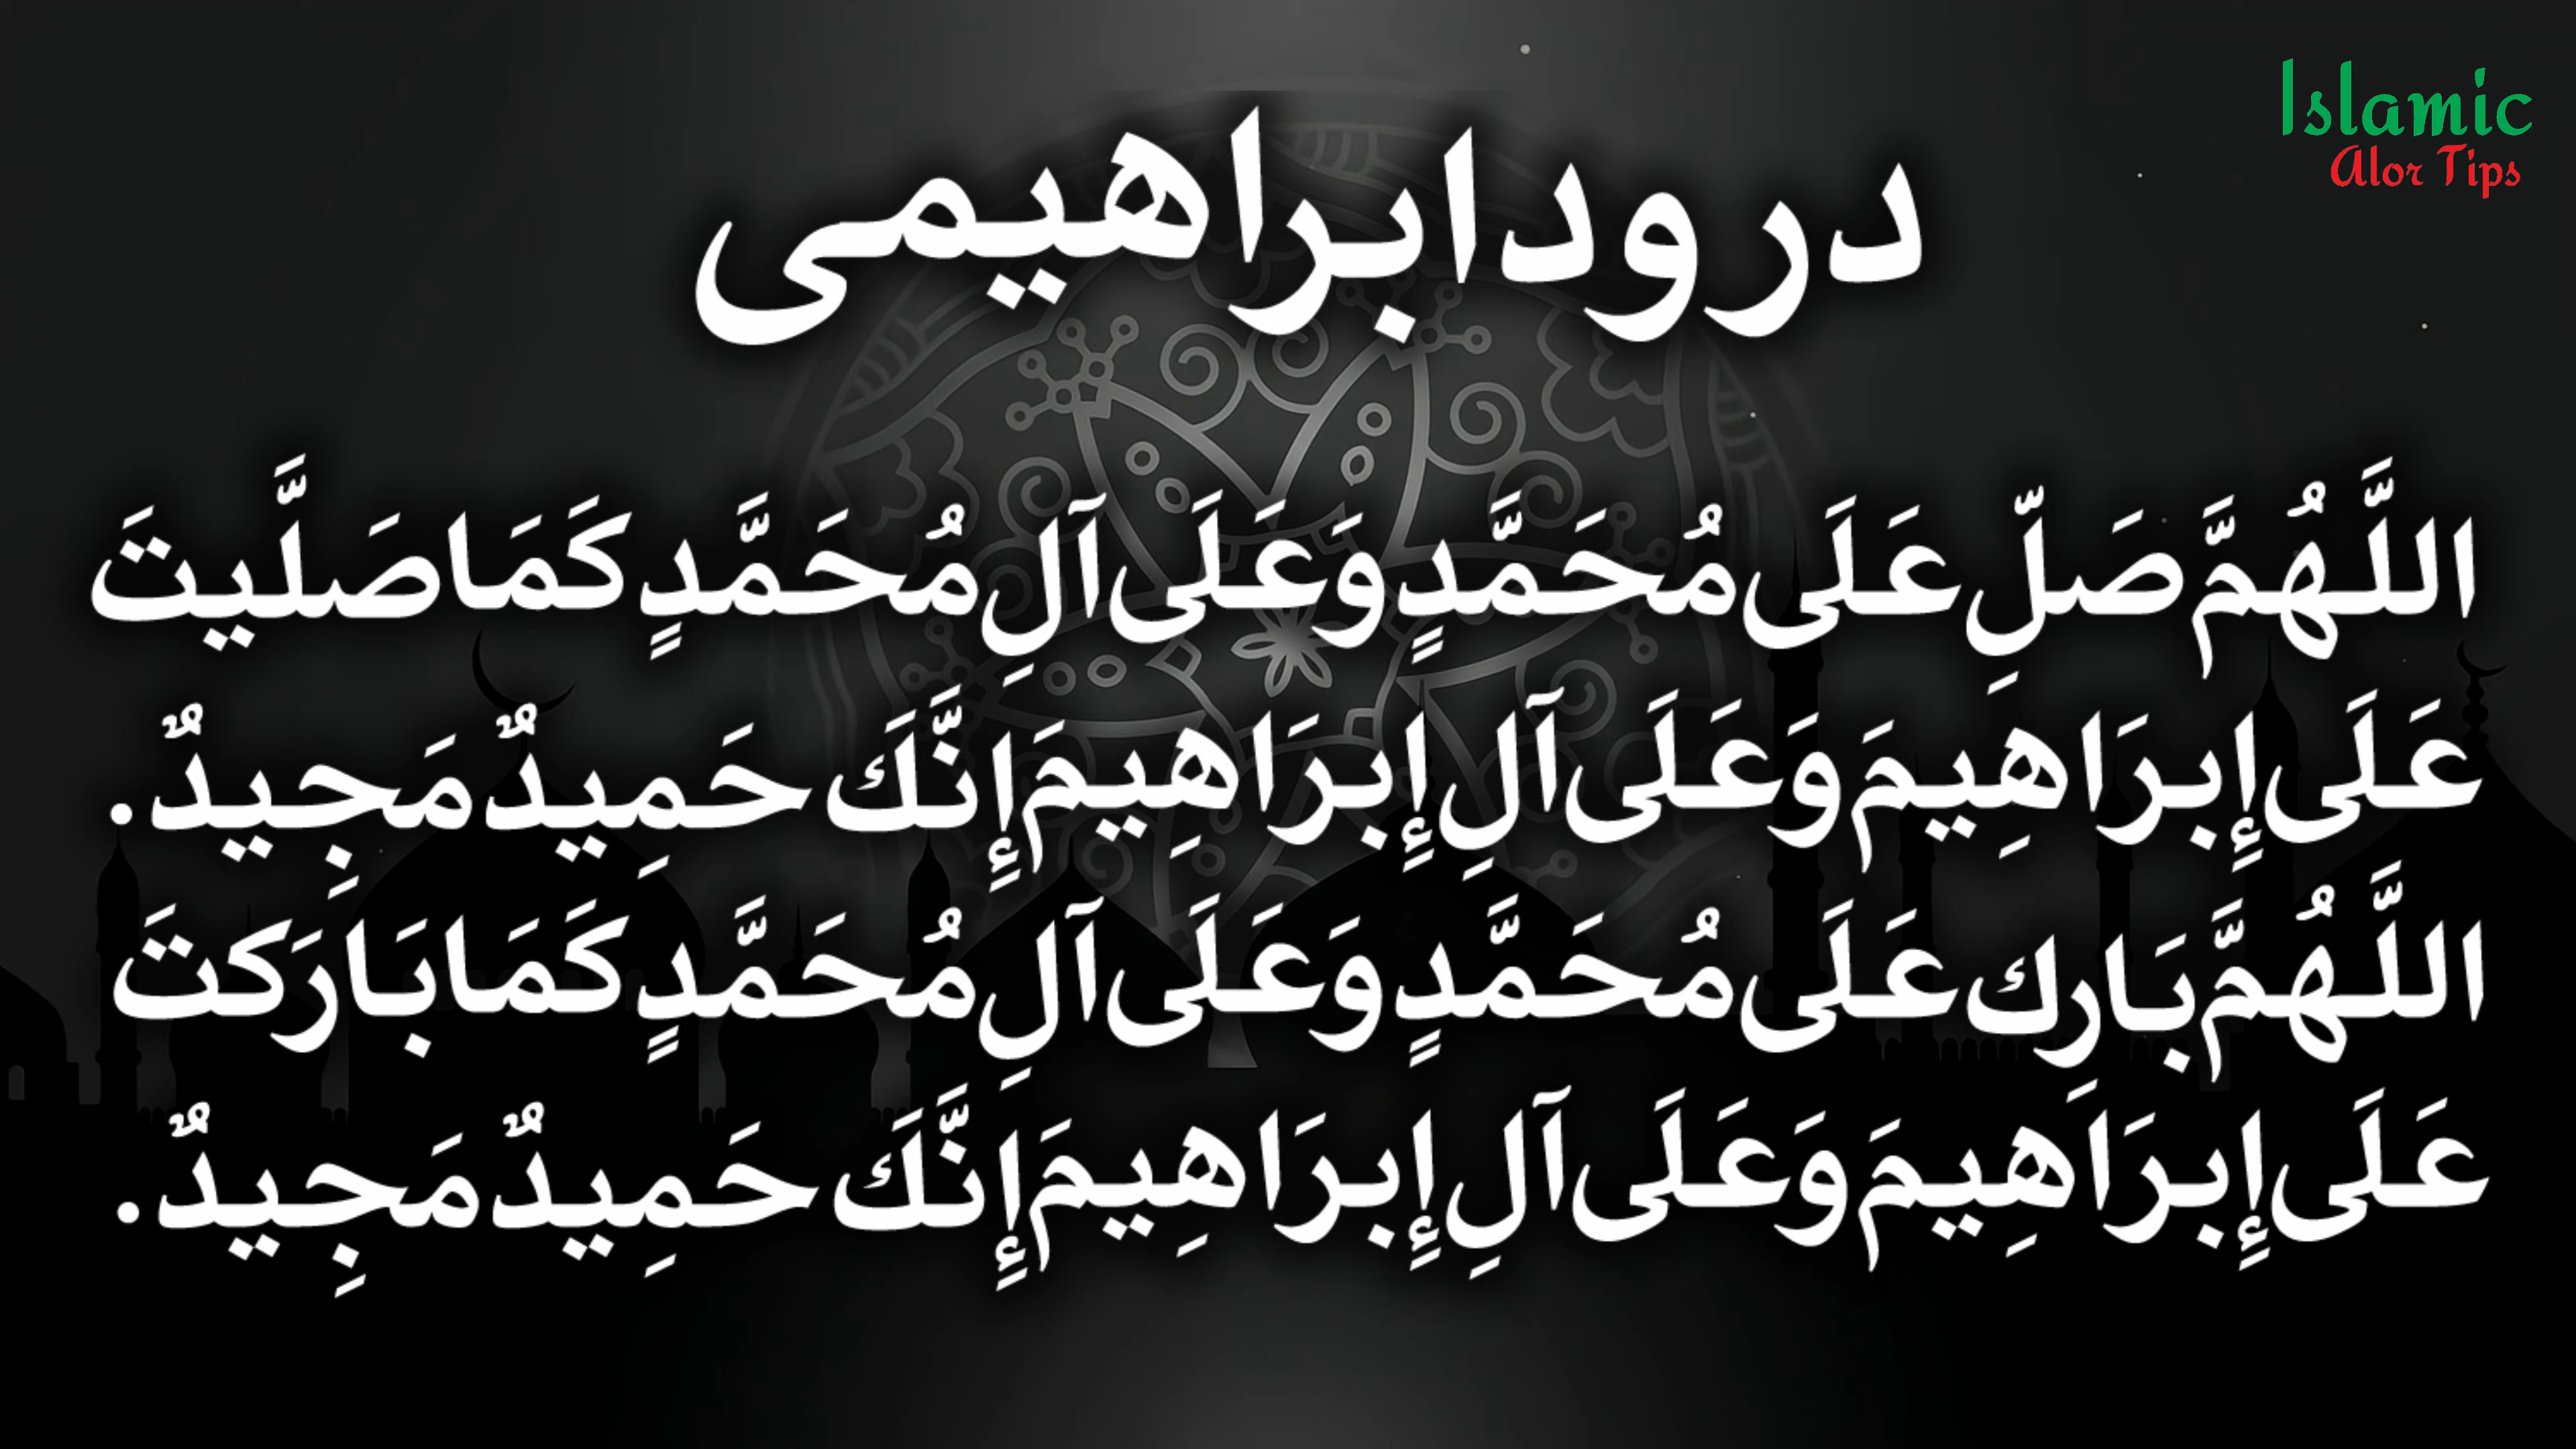 Islamic
Alor Tips
درود ابراهیمی
اللَّهُمَّ صَلِّ عَلَى مُحَمَّدٍ وَعَلَى آلِ مُحَمَّدٍ كَمَا صَلَّيتَ
عَلَى إِبرَاهِيمَ وَعَلَى آلِ إِبرَاهِيمَ إِنَّكَ حَمِيدٌ مَجِيدٌ.
اللَّهُمَّ بَارِك عَلَى مُحَمَّدٍ وَعَلَى آلِ مُحَمَّدٍ كَمَا بَارَكتَ
عَلَى إِبرَاهِيمَ وَعَلَى آلِ إِبرَاهِيمَ إِنَّكَ حَمِيدٌ مَجِيدٌ.